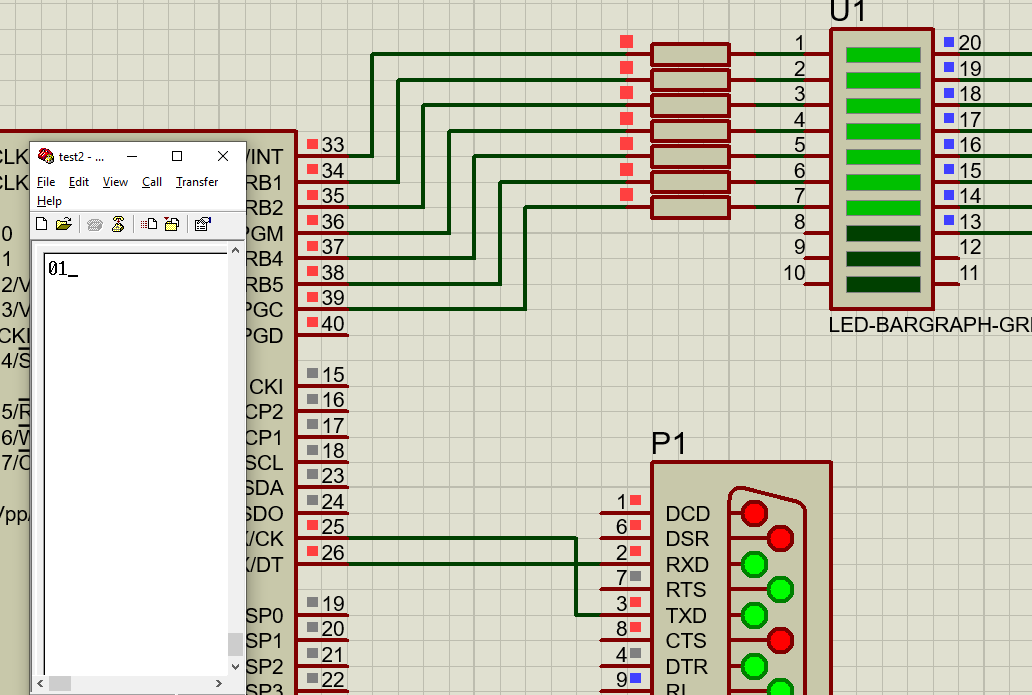 U1
1 20
2 19
3 18
4 17
5 16
6 15
7 14
8 13
9 12
10 11
LED-BARGRAPH-GR
test2 - ...
File Edit View Call Transfer
Help
01_
/INT 33
RB1 34
RB2 35
PGM 36
RB4 37
RB5 38
PGC 39
PGD 40
CKI 15
CP2 16
CP1 17
SCL 18
SDA 23
SDO 24
/CK 25
/DT 26
SP0 19
SP1 20
SP2 21
SP3 22
CLK
CLK
0
1
2/V
3/V
CKI
4/S
5/R
6/W
7/C
Vpp/
P1
1 DCD
6 DSR
2 RXD
7 RTS
3 TXD
8 CTS
4 DTR
9 RI